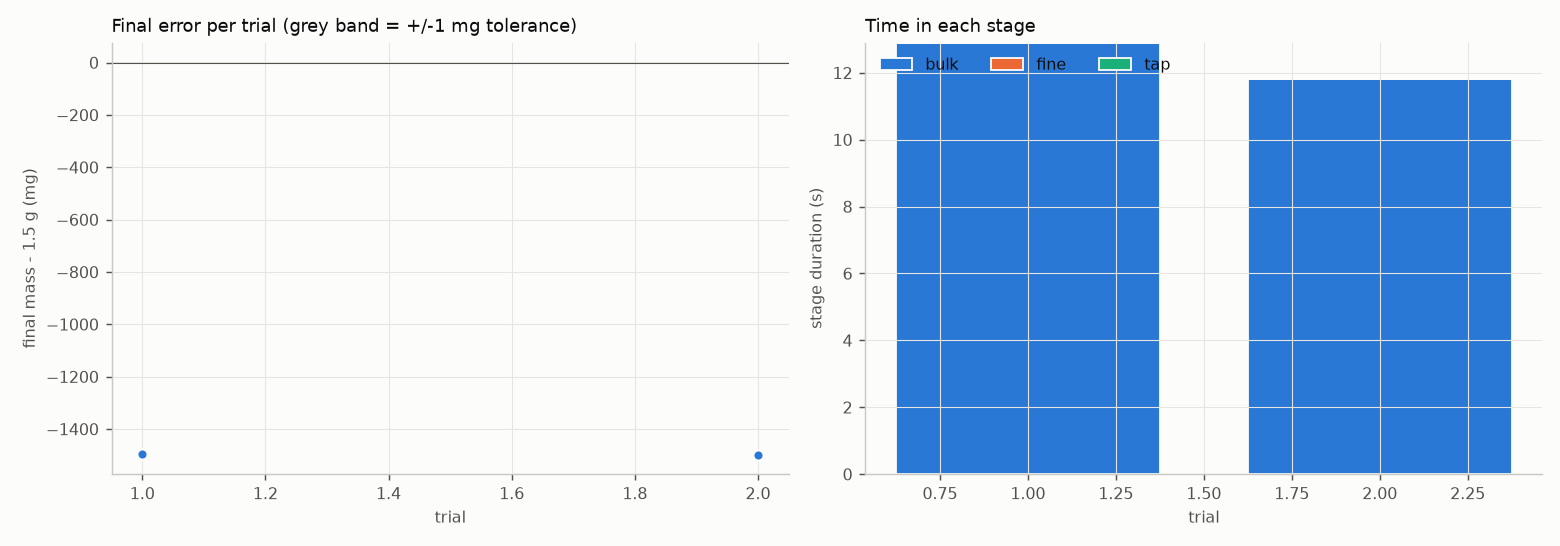 Final error per trial (grey band = +/-1 mg tolerance)
0
−200
−400
−600
−800
−1000
−1200
−1400
final mass - 1.5 g (mg)
1.0 1.2 1.4 1.6 1.8 2.0
trial
Time in each stage
bulk fine tap
12
10
8
6
4
2
0
stage duration (s)
0.75 1.00 1.25 1.50 1.75 2.00 2.25
trial